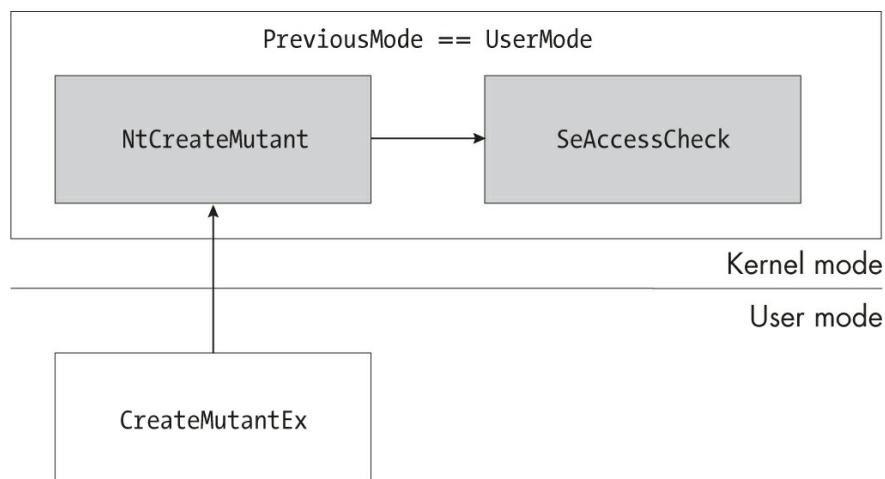 PreviousMode == UserMode
NtCreateMutant
SeAccessCheck
Kernel mode
User mode
CreateMutantEx